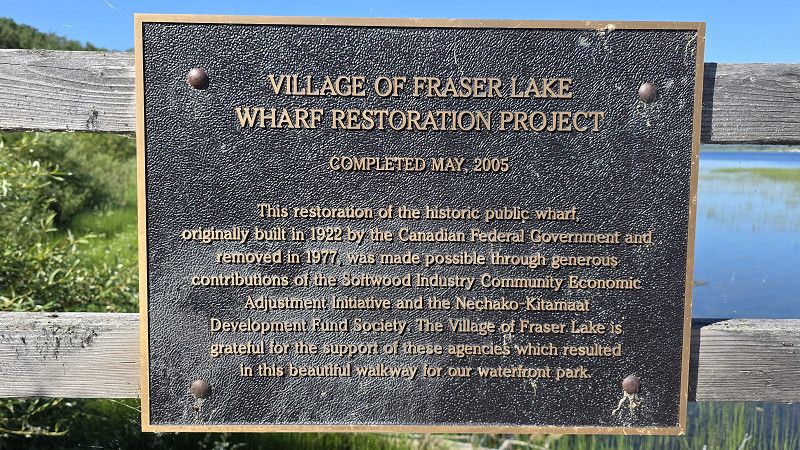 VILLAGE OF FRASER LAKE
WHARF RESTORATION PROJECT
COMPLETED MAY, 2005
This restoration of the historic public wharf,
originally built in 1922 by the Canadian Federal Government and
removed in 1977, was made possible through generous
contributions of the Softwood Industry Community Economic
Adjustment Initiative and the Nechako-Kitamaat
Development Fund Society. The Village of Fraser Lake is
grateful for the support of these agencies which resulted
in this beautiful walkway for our waterfront park.